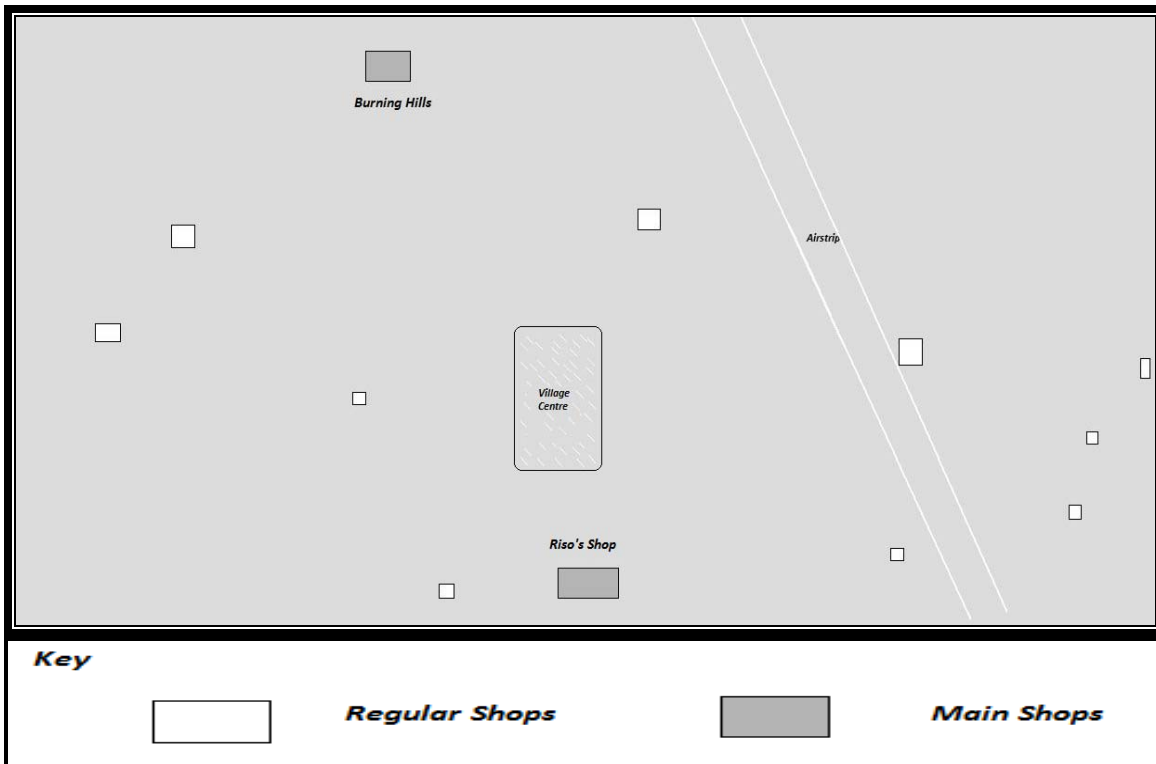 Burning Hills
Airstrip
Village
Centre
Riso's Shop
Key
Regular Shops
Main Shops